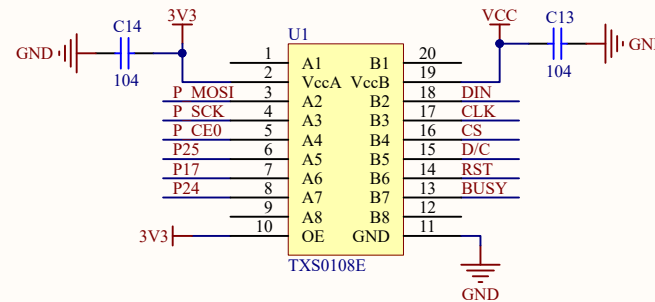 C14
3V3
GND
104
U1
VCC
C13
GND
104
1 A1 B1 20
2 VccA VccB 19
P_MOSI 3 A2 B2 18 DIN
P_SCK 4 A3 B3 17 CLK
P_CE0 5 A4 B4 16 CS
P25 6 A5 B5 15 D/C
P17 7 A6 B6 14 RST
P24 8 A7 B7 13 BUSY
9 A8 B8 12
3V3 10 OE GND 11
TXS0108E
GND